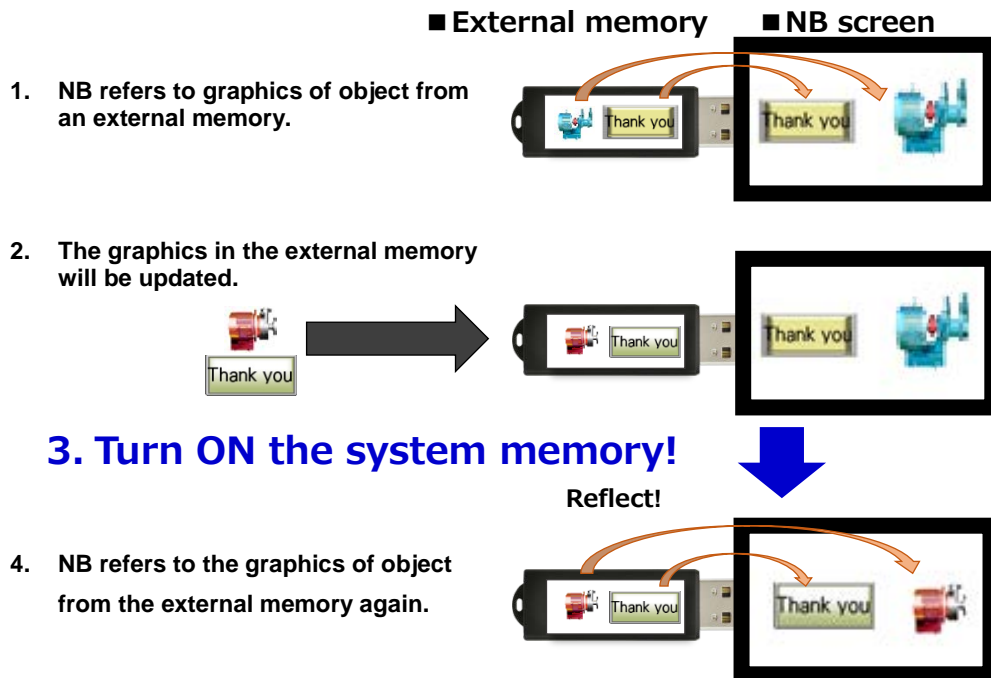 ■External memory
■NB screen
1. NB refers to graphics of object from
an external memory.
Thank you
Thank you
2. The graphics in the external memory
will be updated.
Thank you
Thank you
Thank you
3. Turn ON the system memory!
Reflect!
4. NB refers to the graphics of object
from the external memory again.
Thank you
Thank you